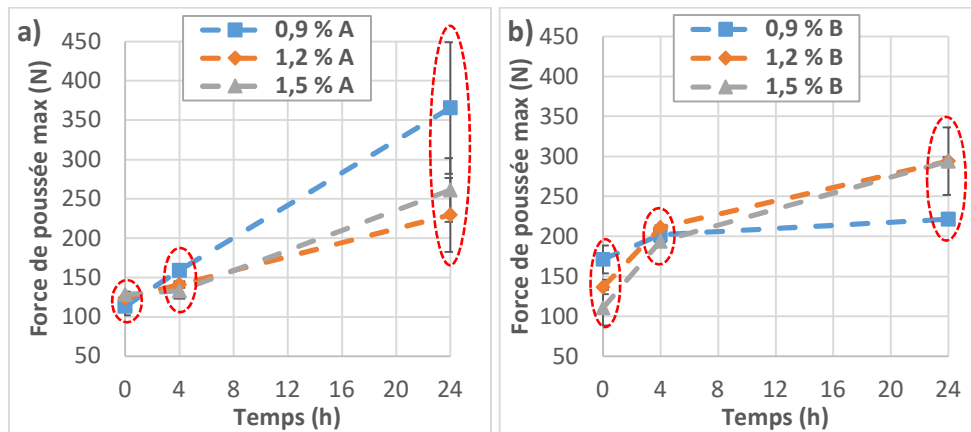 a)
0,9 % A
1,2 % A
1,5 % A
Force de poussée max (N)
450
400
350
300
250
200
150
100
50
0 4 8 12 16 20 24
Temps (h)
b)
0,9 % B
1,2 % B
1,5 % B
Force de poussée max (N)
450
400
350
300
250
200
150
100
50
0 4 8 12 16 20 24
Temps (h)